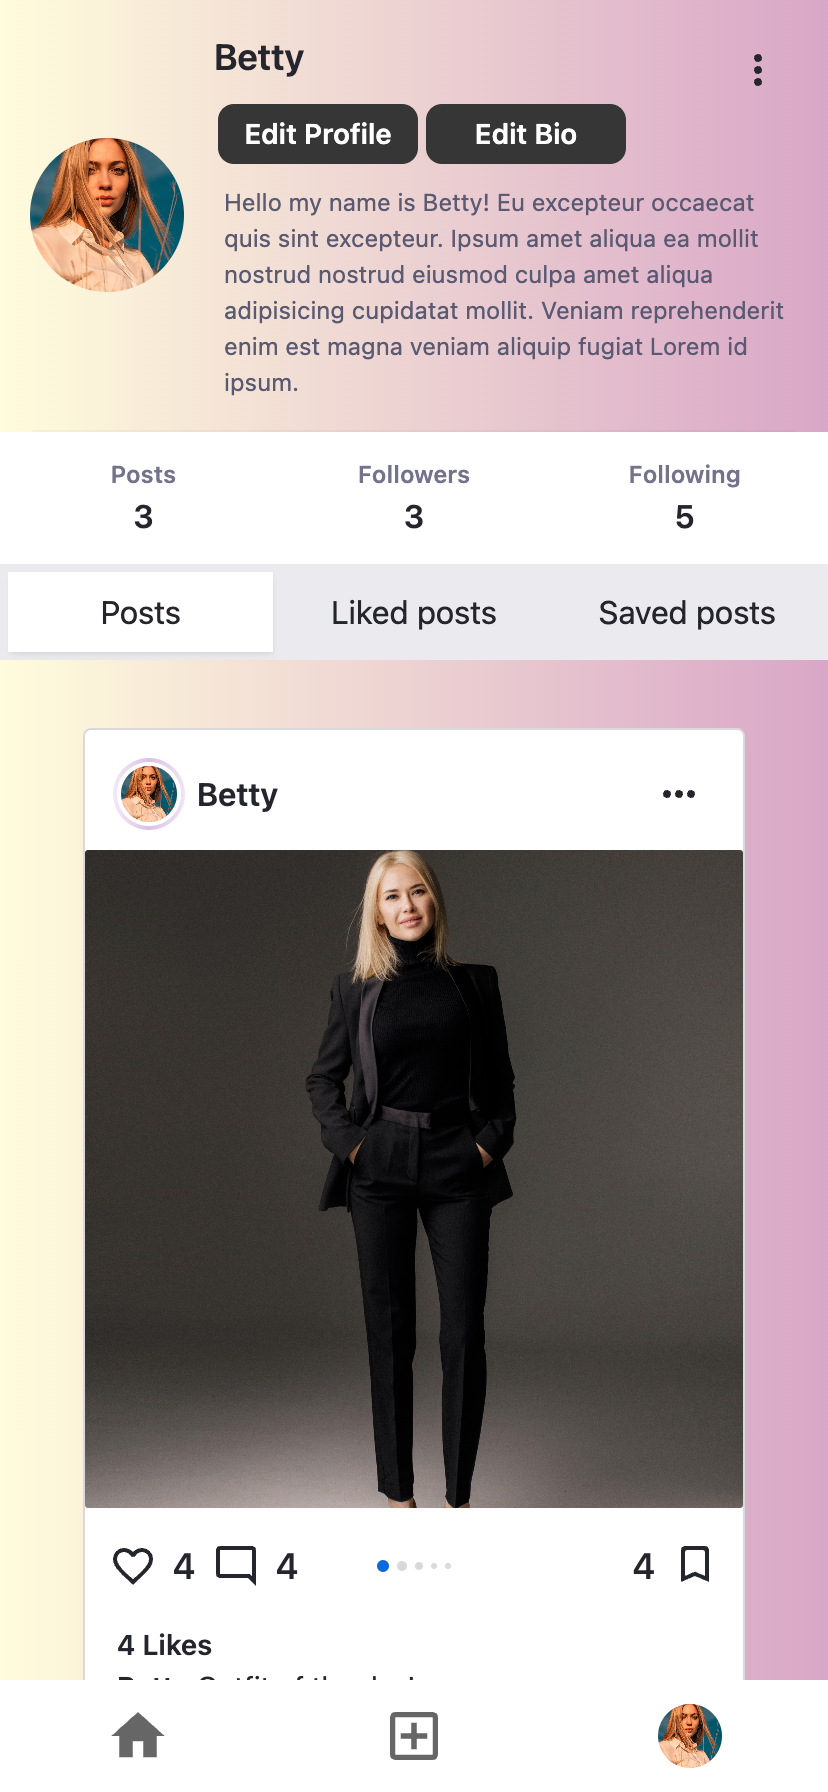 Betty
Edit Profile
Edit Bio
Hello my name is Betty! Eu excepteur occaecat
quis sint excepteur. Ipsum amet aliqua ea mollit
nostrud nostrud eiusmod culpa amet aliqua
adipisicing cupidatat mollit. Veniam reprehenderit
enim est magna veniam aliquip fugiat Lorem id
ipsum.
Posts
3
Followers
3
Following
5
Posts
Liked posts
Saved posts
Betty
4
4
4
4 Likes